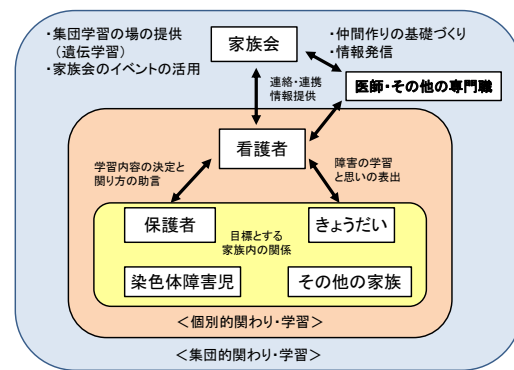 ・集団学習の場の提供
（遺伝学習）
・家族会のイベントの活用
家族会
・仲間作りの基礎づくり
・情報発信
連絡・連携
情報提供
医師・その他の専門職
看護者
学習内容の決定と
関り方の助言
障害の学習
と思いの表出
保護者
きょうだい
目標とする
家族内の関係
染色体障害児
その他の家族
＜個別的関わり・学習＞
＜集団的関わり・学習＞